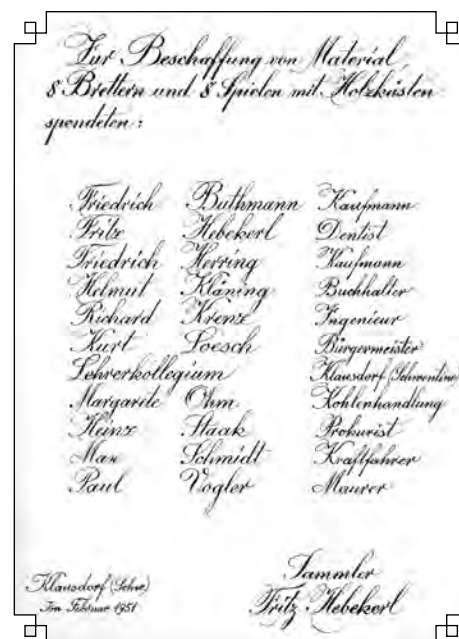 Für Beschaffung von Material,
8 Brettern und 8 Spielen mit Holzkästen
spendeten:
Friedrich Buthmann Kaufmann
Fritz Hebekerl Dentist
Friedrich Herring Kaufmann
Helmut Kläning Buchhalter
Richard Krenz Ingenieur
Kurt Loesch Bürgermeister
Lehrerkollegium Klausdorf (Schwentine)
Margarete Ohm Kohlenhandlung
Heinz Staak Prokurist
Max Schmidt Kraftfahrer
Paul Vogler Maurer
Klausdorf (Schw.)
Im Februar 1951
Sammler
Fritz Hebekerl